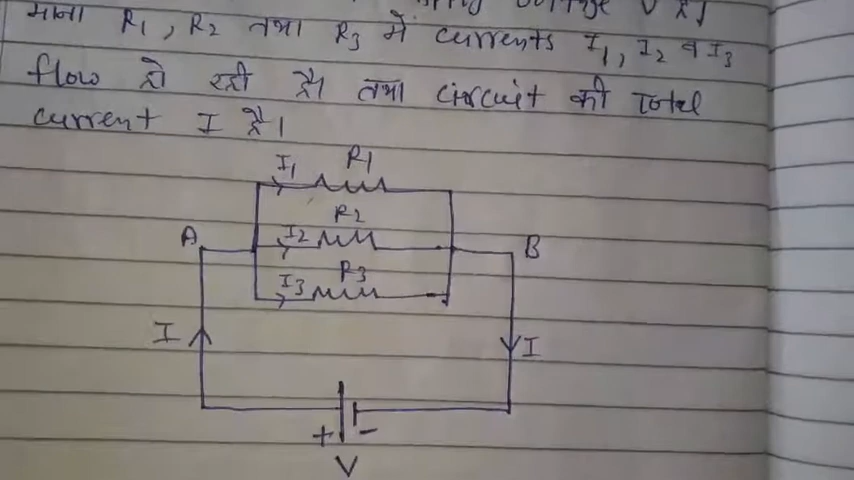 माना R1, R2 तथा R3 में currents I1, I2 व I3
flow हो रही है। तथा circuit की Total
current I है।
I1 R1
A I2 R2 B
I3 R3
I I
+ -
V